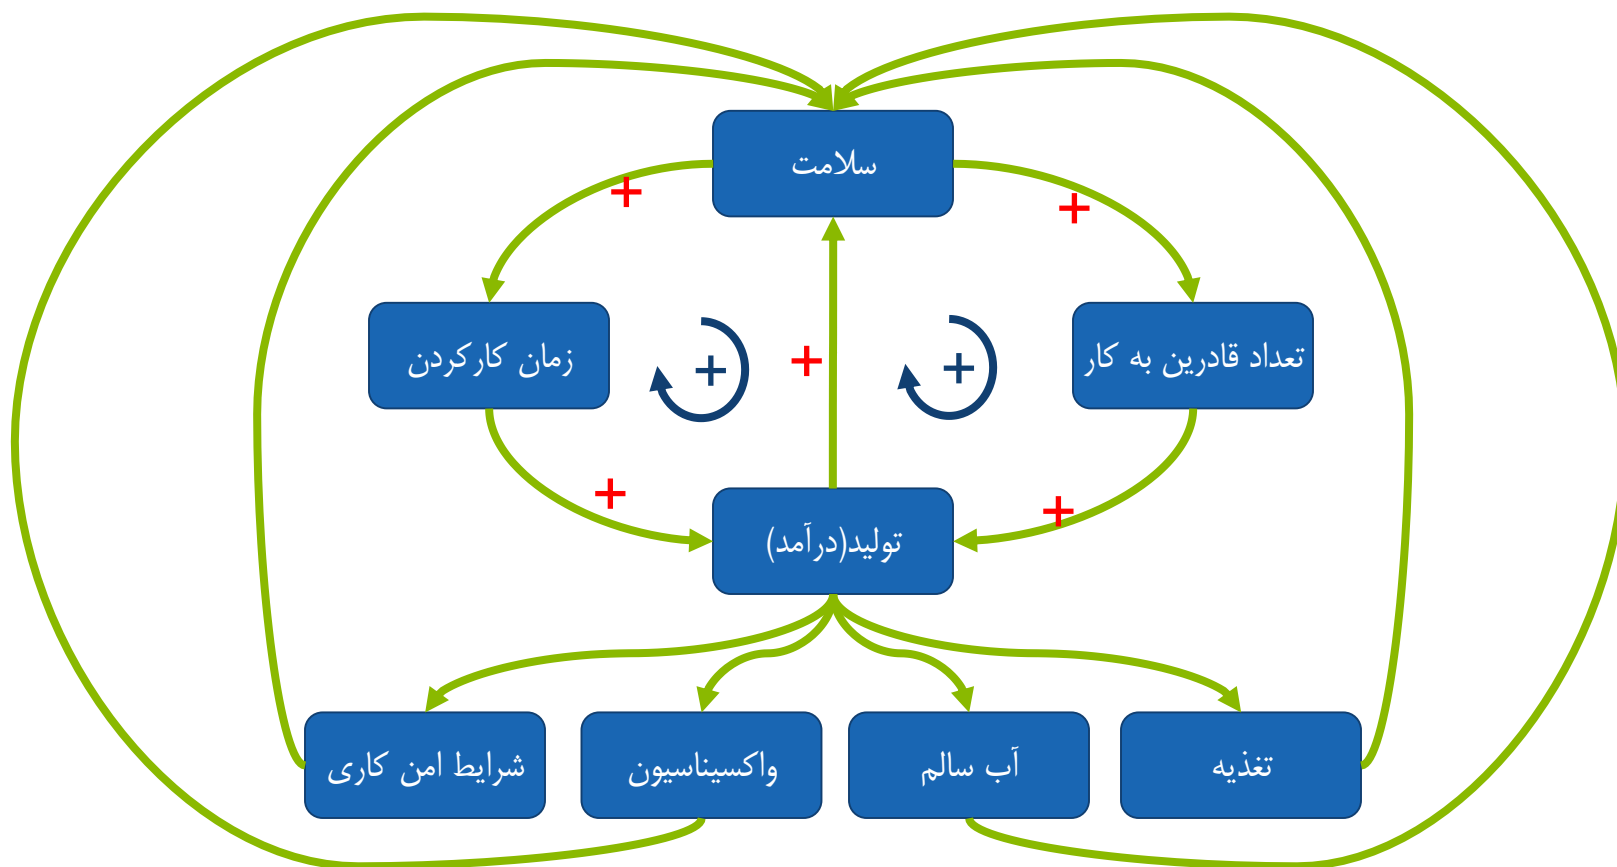 سلامت
+
+
تعداد قادرین به کار
زمان کارکردن
+
+
+
+
+
تولید(درآمد)
تغذیه
آب سالم
واکسیناسیون
شرایط امن کاری